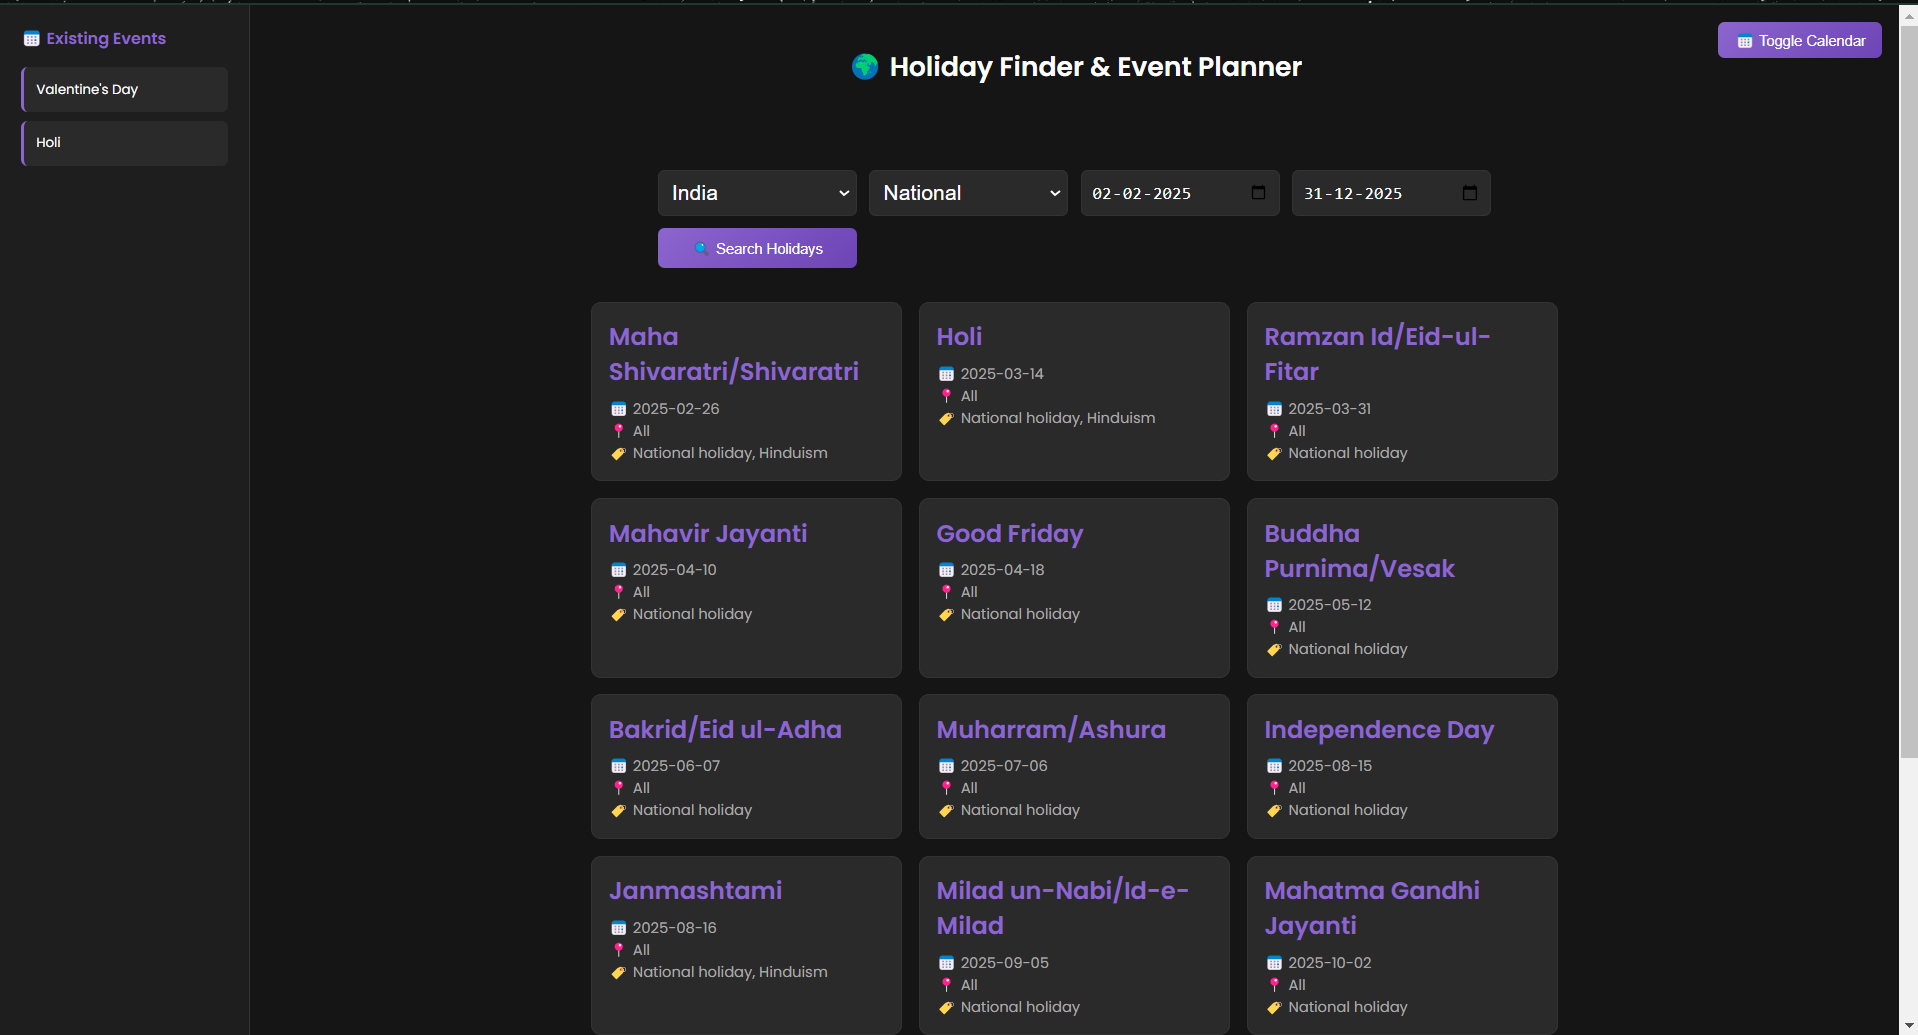 Existing Events
Valentine's Day
Holi
Toggle Calendar
Holiday Finder & Event Planner
India
National
02-02-2025
31-12-2025
Search Holidays
Maha
Shivaratri/Shivaratri
2025-02-26
All
National holiday, Hinduism
Holi
2025-03-14
All
National holiday, Hinduism
Ramzan Id/Eid-ul-
Fitar
2025-03-31
All
National holiday
Mahavir Jayanti
2025-04-10
All
National holiday
Good Friday
2025-04-18
All
National holiday
Buddha
Purnima/Vesak
2025-05-12
All
National holiday
Bakrid/Eid ul-Adha
2025-06-07
All
National holiday
Muharram/Ashura
2025-07-06
All
National holiday
Independence Day
2025-08-15
All
National holiday
Janmashtami
2025-08-16
All
National holiday, Hinduism
Milad un-Nabi/Id-e-
Milad
2025-09-05
All
National holiday
Mahatma Gandhi
Jayanti
2025-10-02
All
National holiday